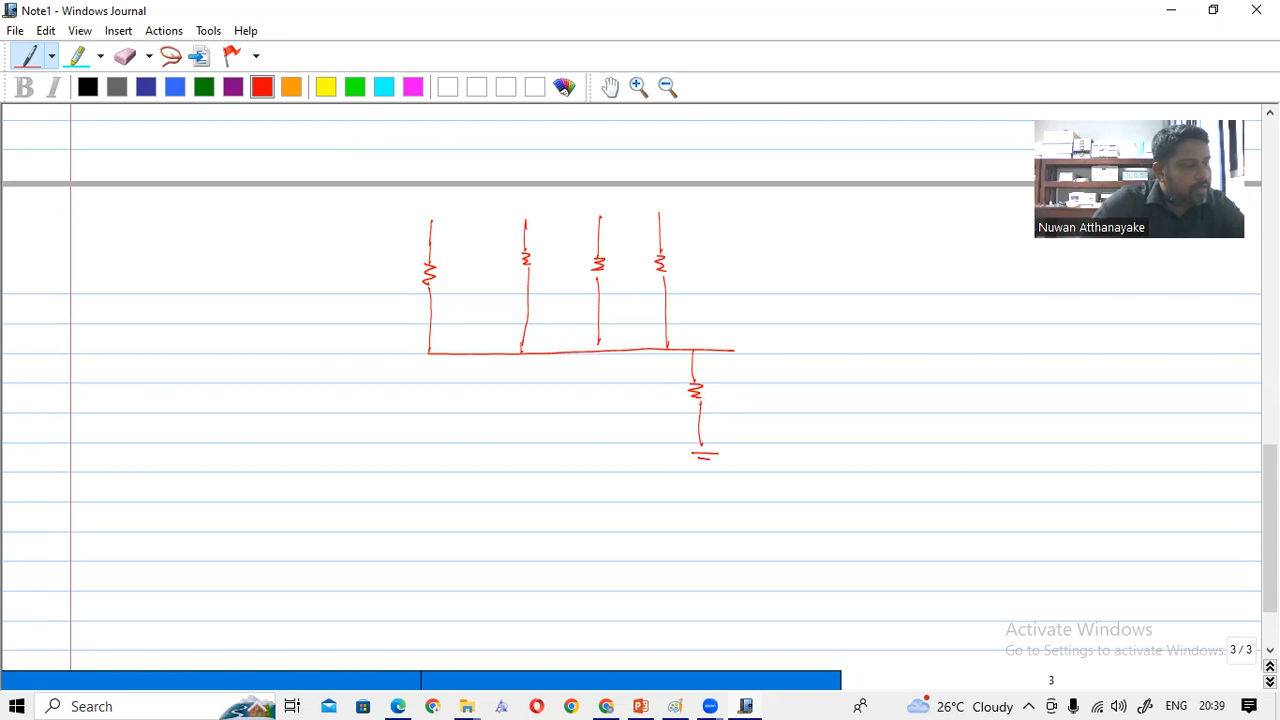 Note1 - Windows Journal
File Edit View Insert Actions Tools Help
B I
Nuwan Atthanayake
Activate Windows
Go to Settings to activate Windows.
3 / 3
3
Search
26°C Cloudy
ENG
20:39